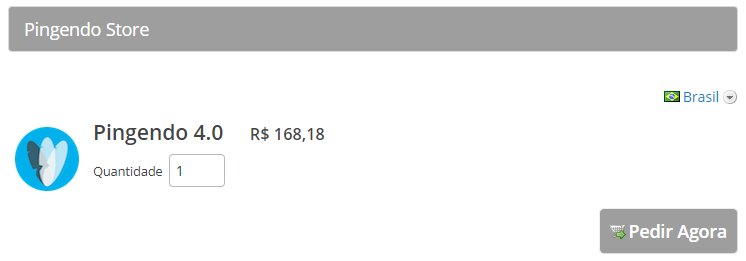 Pingendo Store
Brasil
Pingendo 4.0 R$ 168,18
Quantidade 1
Pedir Agora